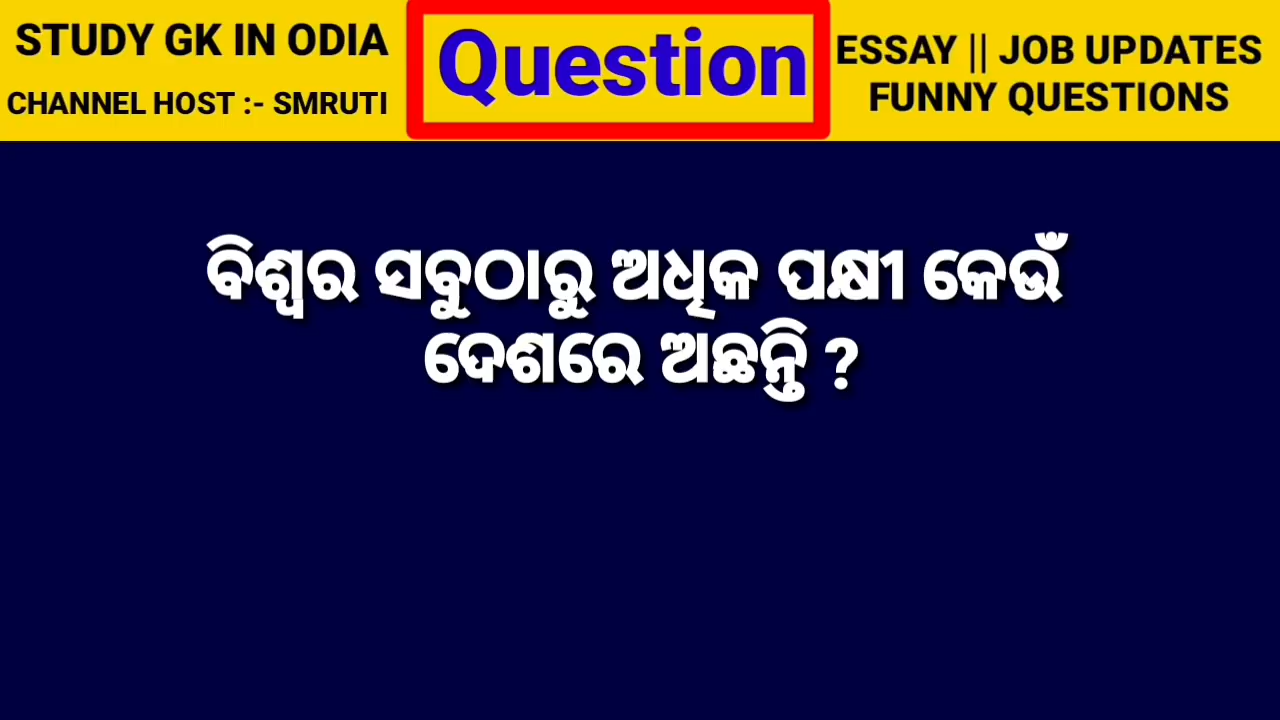 STUDY GK IN ODIA
CHANNEL HOST :- SMRUTI
Question
ESSAY || JOB UPDATES
FUNNY QUESTIONS
ବିଶ୍ୱର ସବୁଠାରୁ ଅଧିକ ପକ୍ଷୀ କେଉଁ
ଦେଶରେ ଅଛନ୍ତି ?